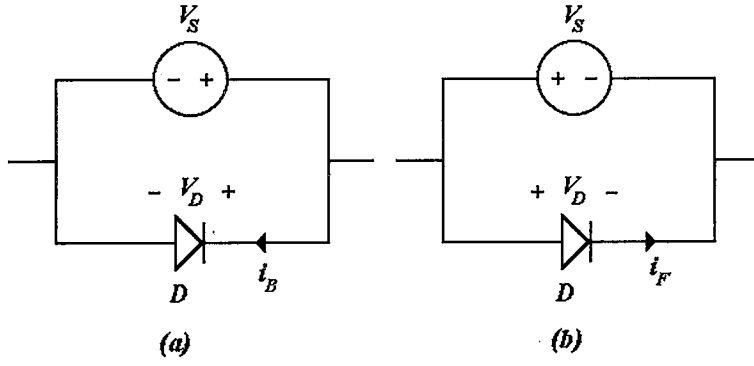 V_S
- +
- V_D +
i_B
D
(a)
V_S
+ -
+ V_D -
i_F
D
(b)